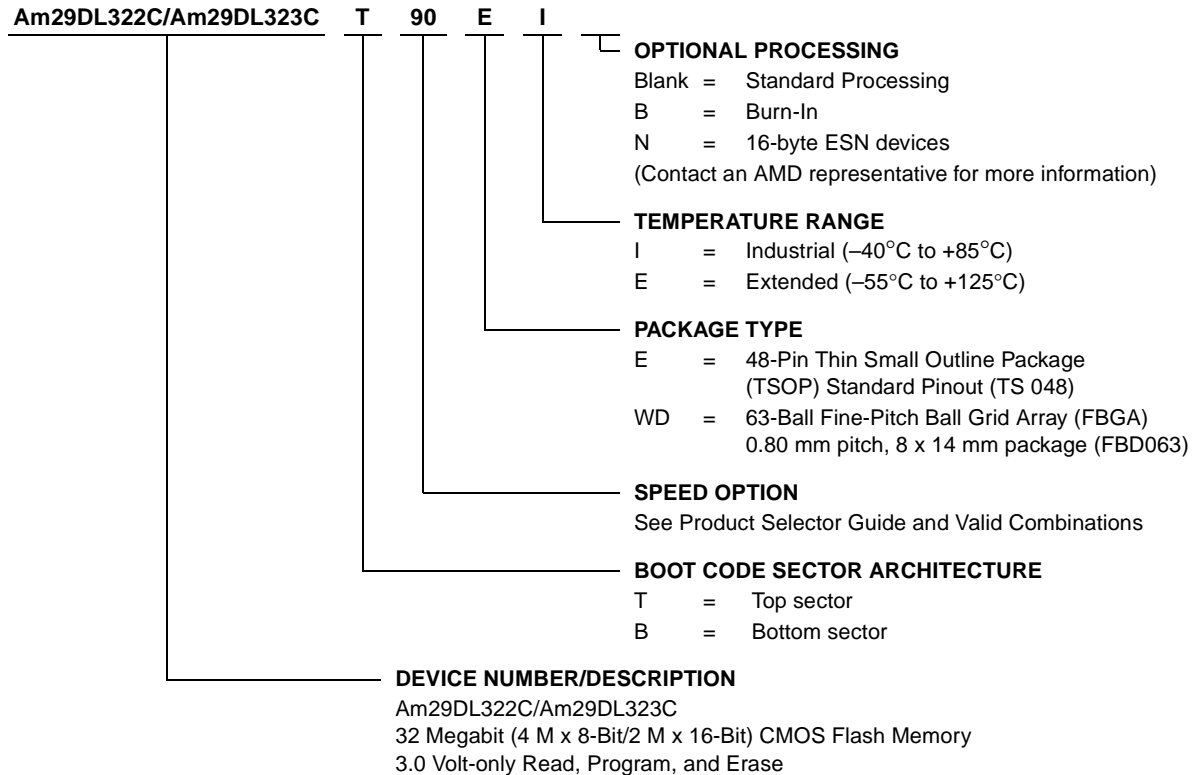 Am29DL322C/Am29DL323C T 90 E I
OPTIONAL PROCESSING
Blank = Standard Processing
B = Burn-In
N = 16-byte ESN devices
(Contact an AMD representative for more information)
TEMPERATURE RANGE
I = Industrial (–40°C to +85°C)
E = Extended (–55°C to +125°C)
PACKAGE TYPE
E = 48-Pin Thin Small Outline Package
(TSOP) Standard Pinout (TS 048)
WD = 63-Ball Fine-Pitch Ball Grid Array (FBGA)
0.80 mm pitch, 8 x 14 mm package (FBD063)
SPEED OPTION
See Product Selector Guide and Valid Combinations
BOOT CODE SECTOR ARCHITECTURE
T = Top sector
B = Bottom sector
DEVICE NUMBER/DESCRIPTION
Am29DL322C/Am29DL323C
32 Megabit (4 M x 8-Bit/2 M x 16-Bit) CMOS Flash Memory
3.0 Volt-only Read, Program, and Erase